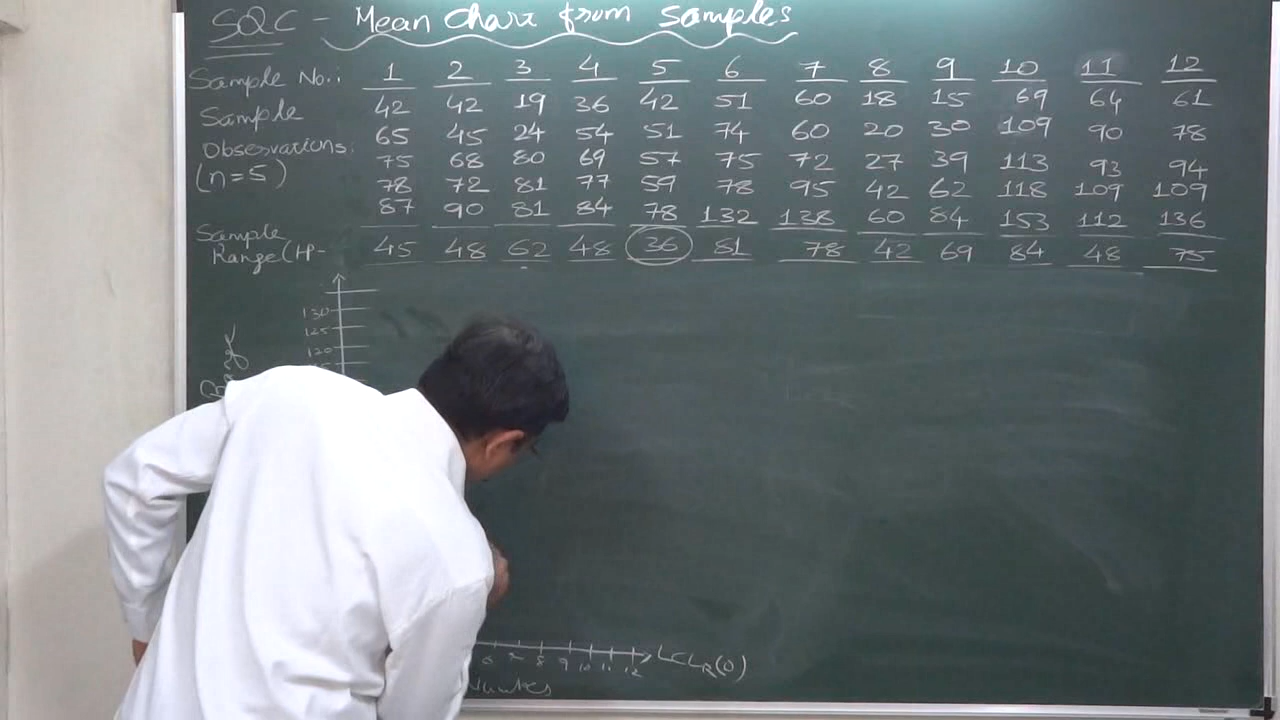 SQC - Mean Chart from Samples
Sample No.: 1 2 3 4 5 6 7 8 9 10 11 12
Sample 42 42 19 36 42 51 60 18 15 69 64 61
Observations: 65 45 24 54 51 74 60 20 30 109 90 78
(n=5) 75 68 80 69 57 75 72 27 39 113 93 94
78 72 81 77 59 78 95 42 62 118 109 109
87 90 81 84 78 132 138 60 84 153 112 136
Sample
Range (HP- 45 48 62 48 36 81 78 42 69 84 48 75
130
125
120
6 7 8 9 10 11 12 LCL_R(0)